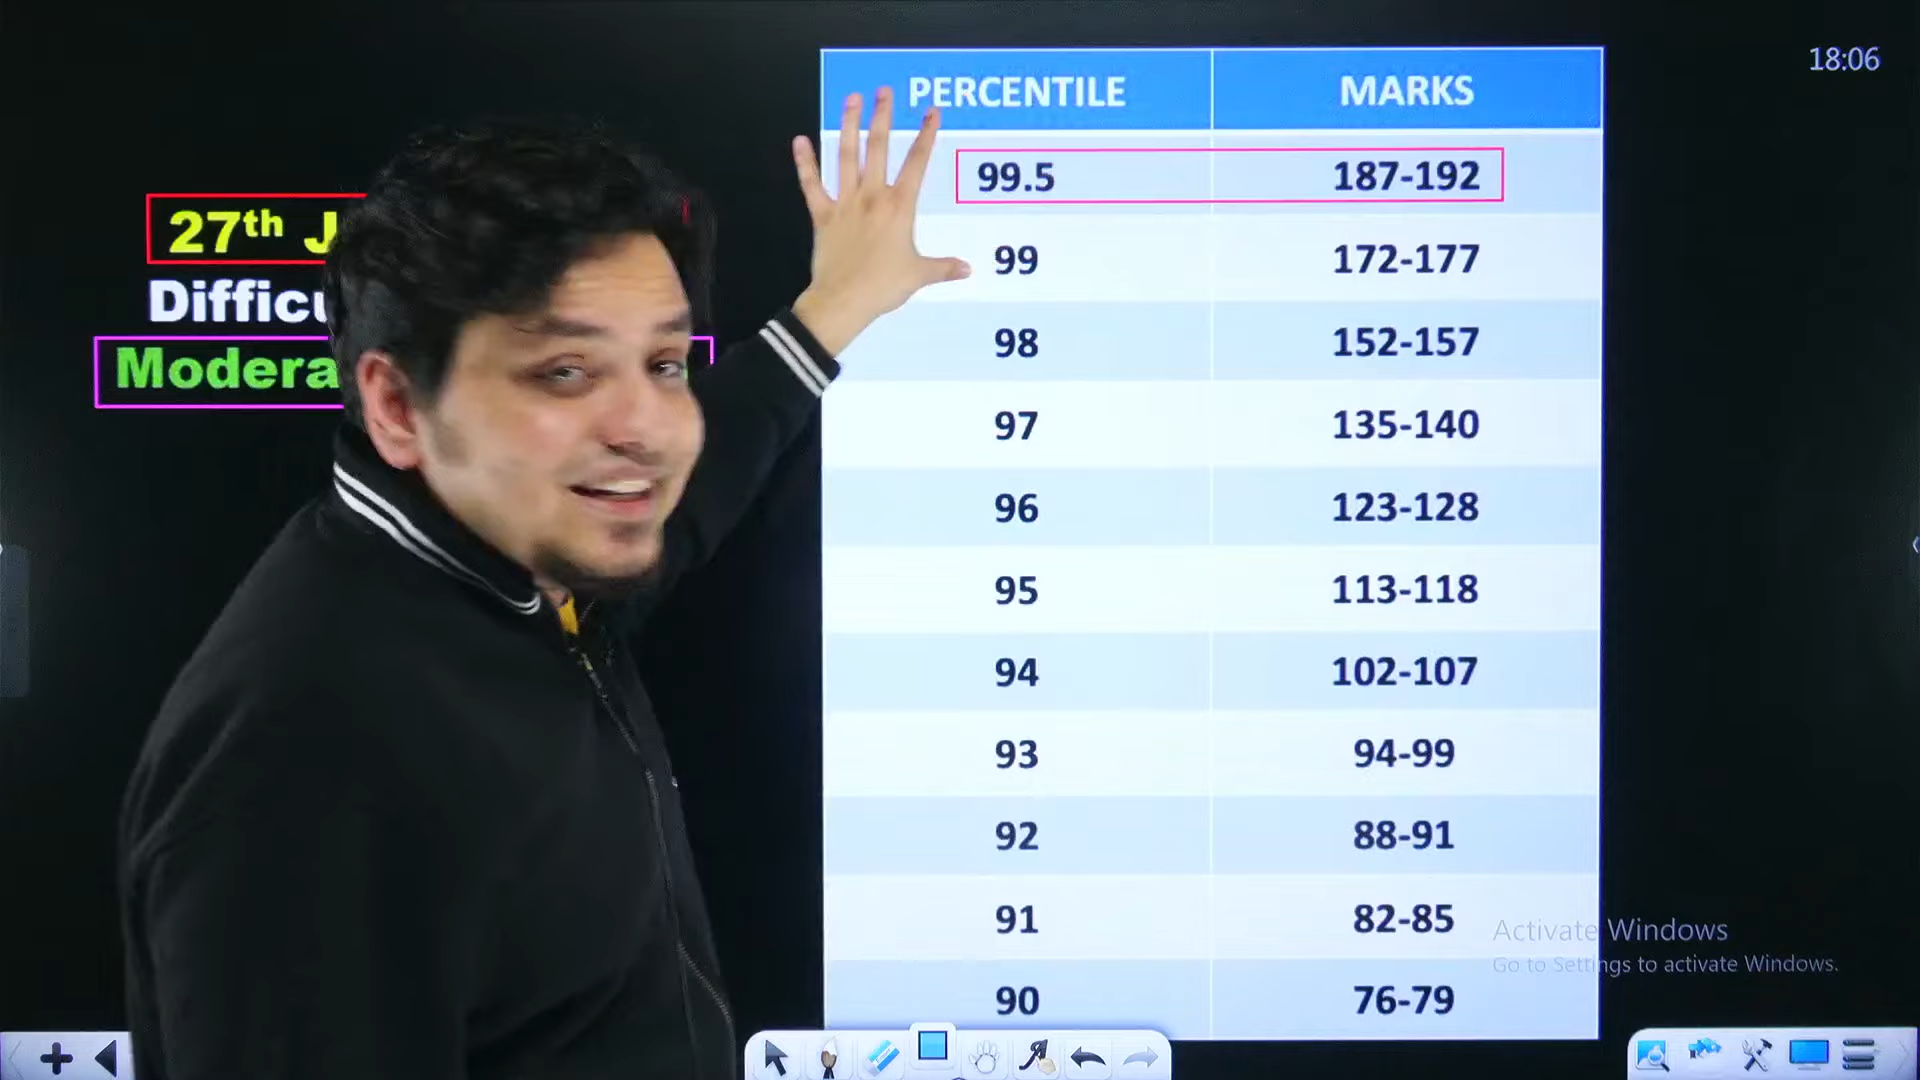 18:06
27th J
Difficu
Modera
PERCENTILE MARKS
99.5 187-192
99 172-177
98 152-157
97 135-140
96 123-128
95 113-118
94 102-107
93 94-99
92 88-91
91 82-85
90 76-79
Activate Windows
Go to Settings to activate Windows.